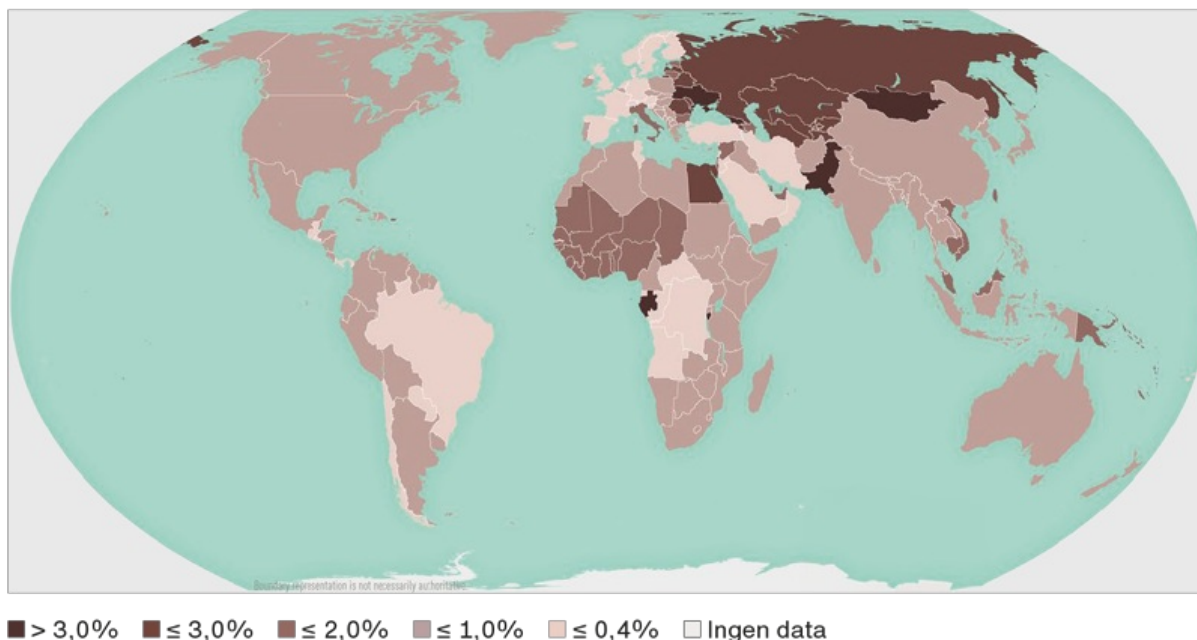 Boundary representation is not necessarily authoritative.
> 3,0% ≤ 3,0% ≤ 2,0% ≤ 1,0% ≤ 0,4% Ingen data